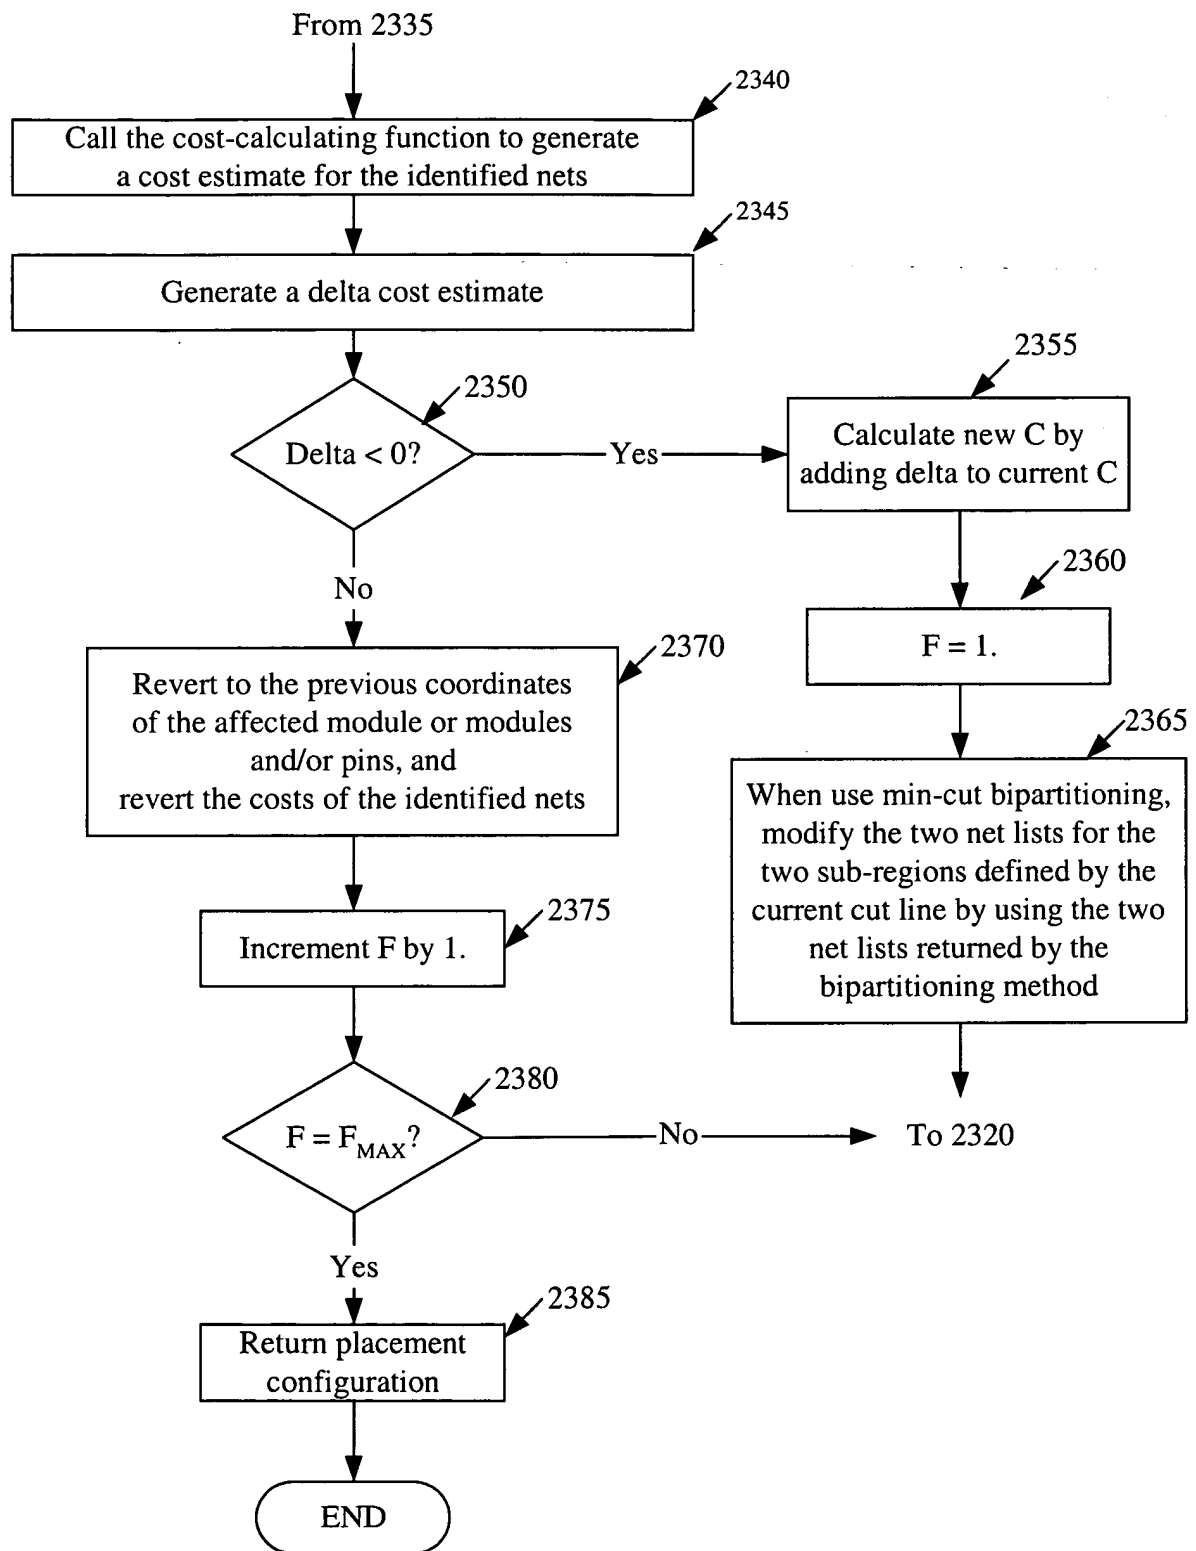 From 2335
2340
Call the cost-calculating function to generate
a cost estimate for the identified nets
2345
Generate a delta cost estimate
2350
Delta < 0?
Yes
2355
Calculate new C by
adding delta to current C
No
2360
F = 1.
2370
Revert to the previous coordinates
of the affected module or modules
and/or pins, and
revert the costs of the identified nets
2365
When use min-cut bipartitioning,
modify the two net lists for the
two sub-regions defined by the
current cut line by using the two
net lists returned by the
bipartitioning method
2375
Increment F by 1.
2380
F = FMAX?
No
To 2320
Yes
2385
Return placement
configuration
END